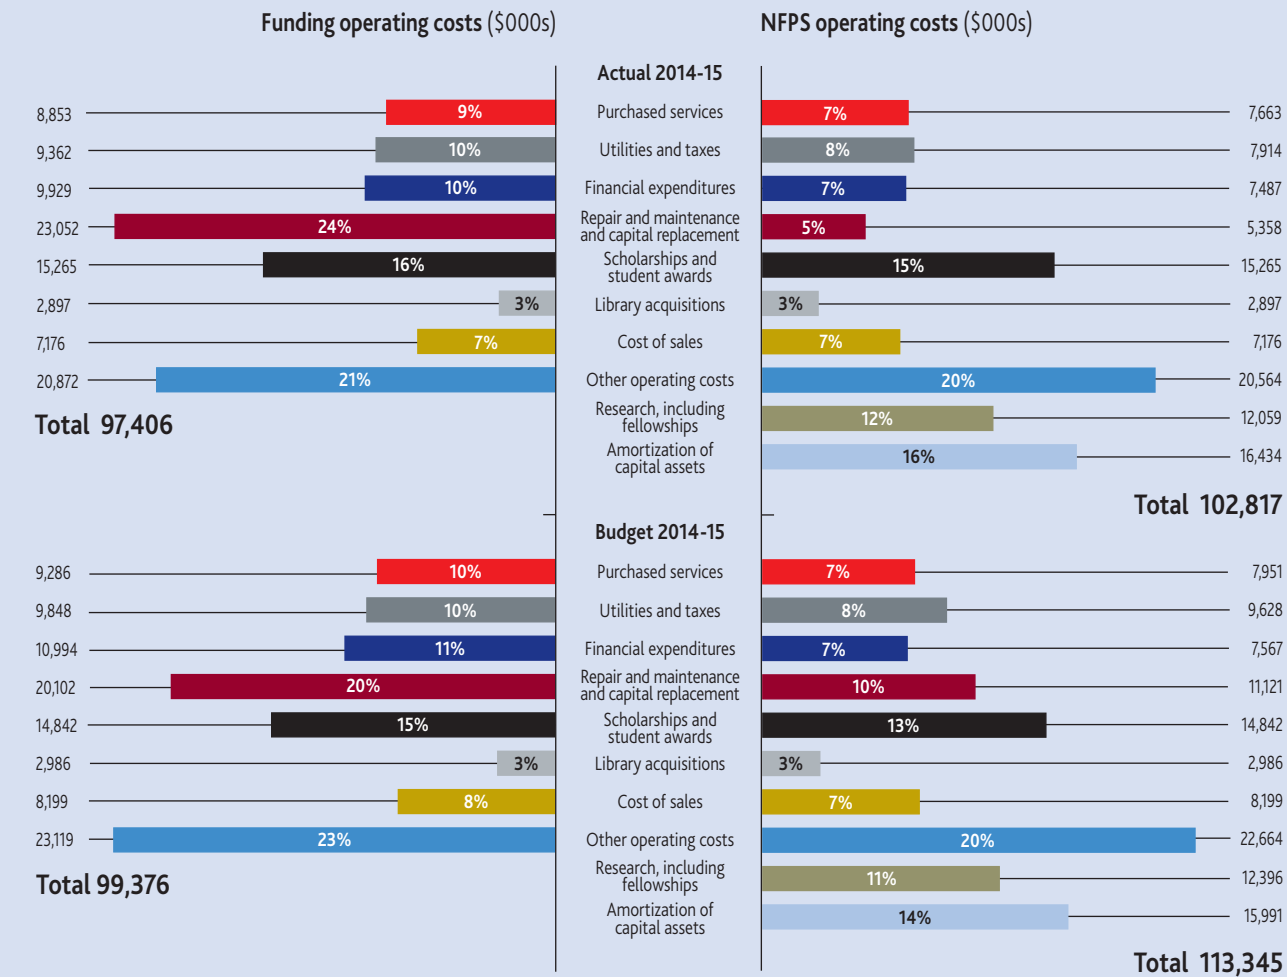 Funding operating costs ($000s)
NFPS operating costs ($000s)
Actual 2014-15
8,853 9% Purchased services 7% 7,663
9,362 10% Utilities and taxes 8% 7,914
9,929 10% Financial expenditures 7% 7,487
23,052 24% Repair and maintenance
and capital replacement 5% 5,358
15,265 16% Scholarships and
student awards 15% 15,265
2,897 3% Library acquisitions 3% 2,897
7,176 7% Cost of sales 7% 7,176
20,872 21% Other operating costs 20% 20,564
Total 97,406
Research, including
fellowships 12% 12,059
Amortization of
capital assets 16% 16,434
Total 102,817
Budget 2014-15
9,286 10% Purchased services 7% 7,951
9,848 10% Utilities and taxes 8% 9,628
10,994 11% Financial expenditures 7% 7,567
20,102 20% Repair and maintenance
and capital replacement 10% 11,121
14,842 15% Scholarships and
student awards 13% 14,842
2,986 3% Library acquisitions 3% 2,986
8,199 8% Cost of sales 7% 8,199
23,119 23% Other operating costs 20% 22,664
Total 99,376
Research, including
fellowships 11% 12,396
Amortization of
capital assets 14% 15,991
Total 113,345